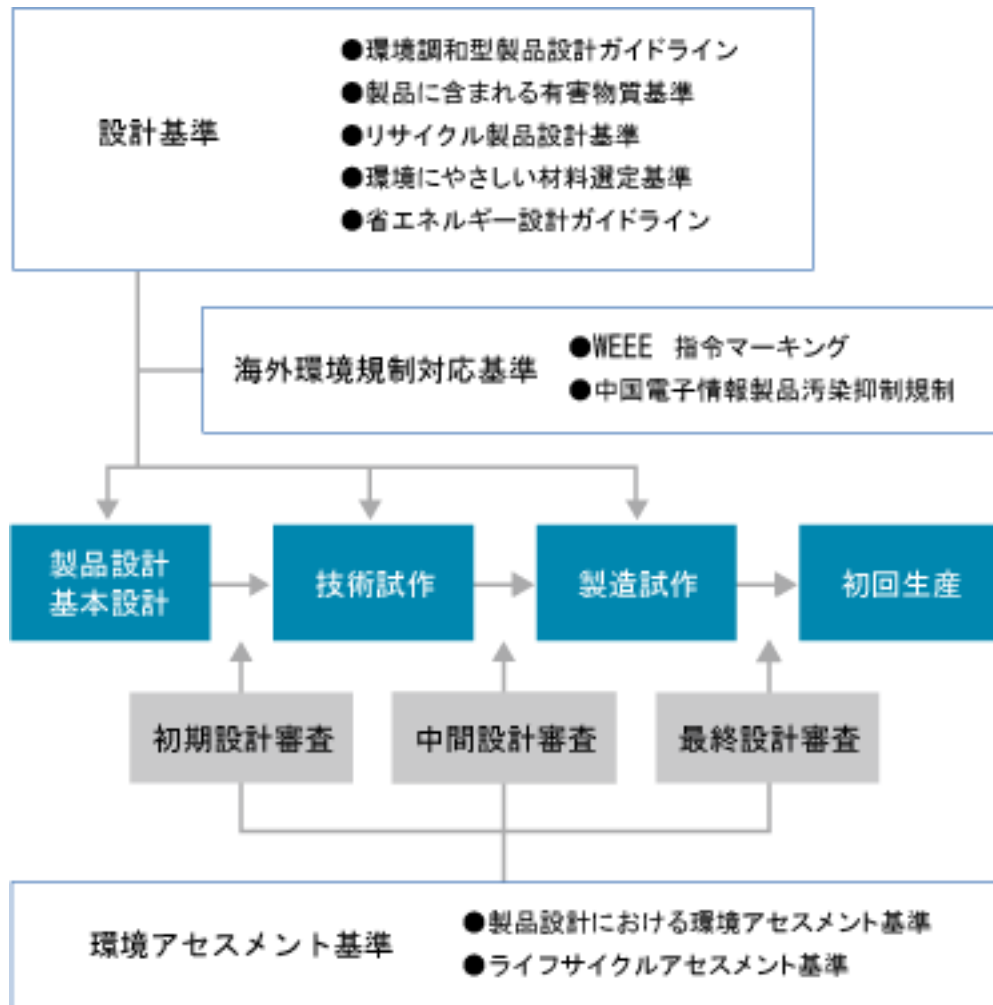 設計基準
●環境調和型製品設計ガイドライン
●製品に含まれる有害物質基準
●リサイクル製品設計基準
●環境にやさしい材料選定基準
●省エネルギー設計ガイドライン
海外環境規制対応基準
●WEEE 指令マーキング
●中国電子情報製品汚染抑制規制
製品設計
基本設計
技術試作
製造試作
初回生産
初期設計審査
中間設計審査
最終設計審査
環境アセスメント基準
●製品設計における環境アセスメント基準
●ライフサイクルアセスメント基準